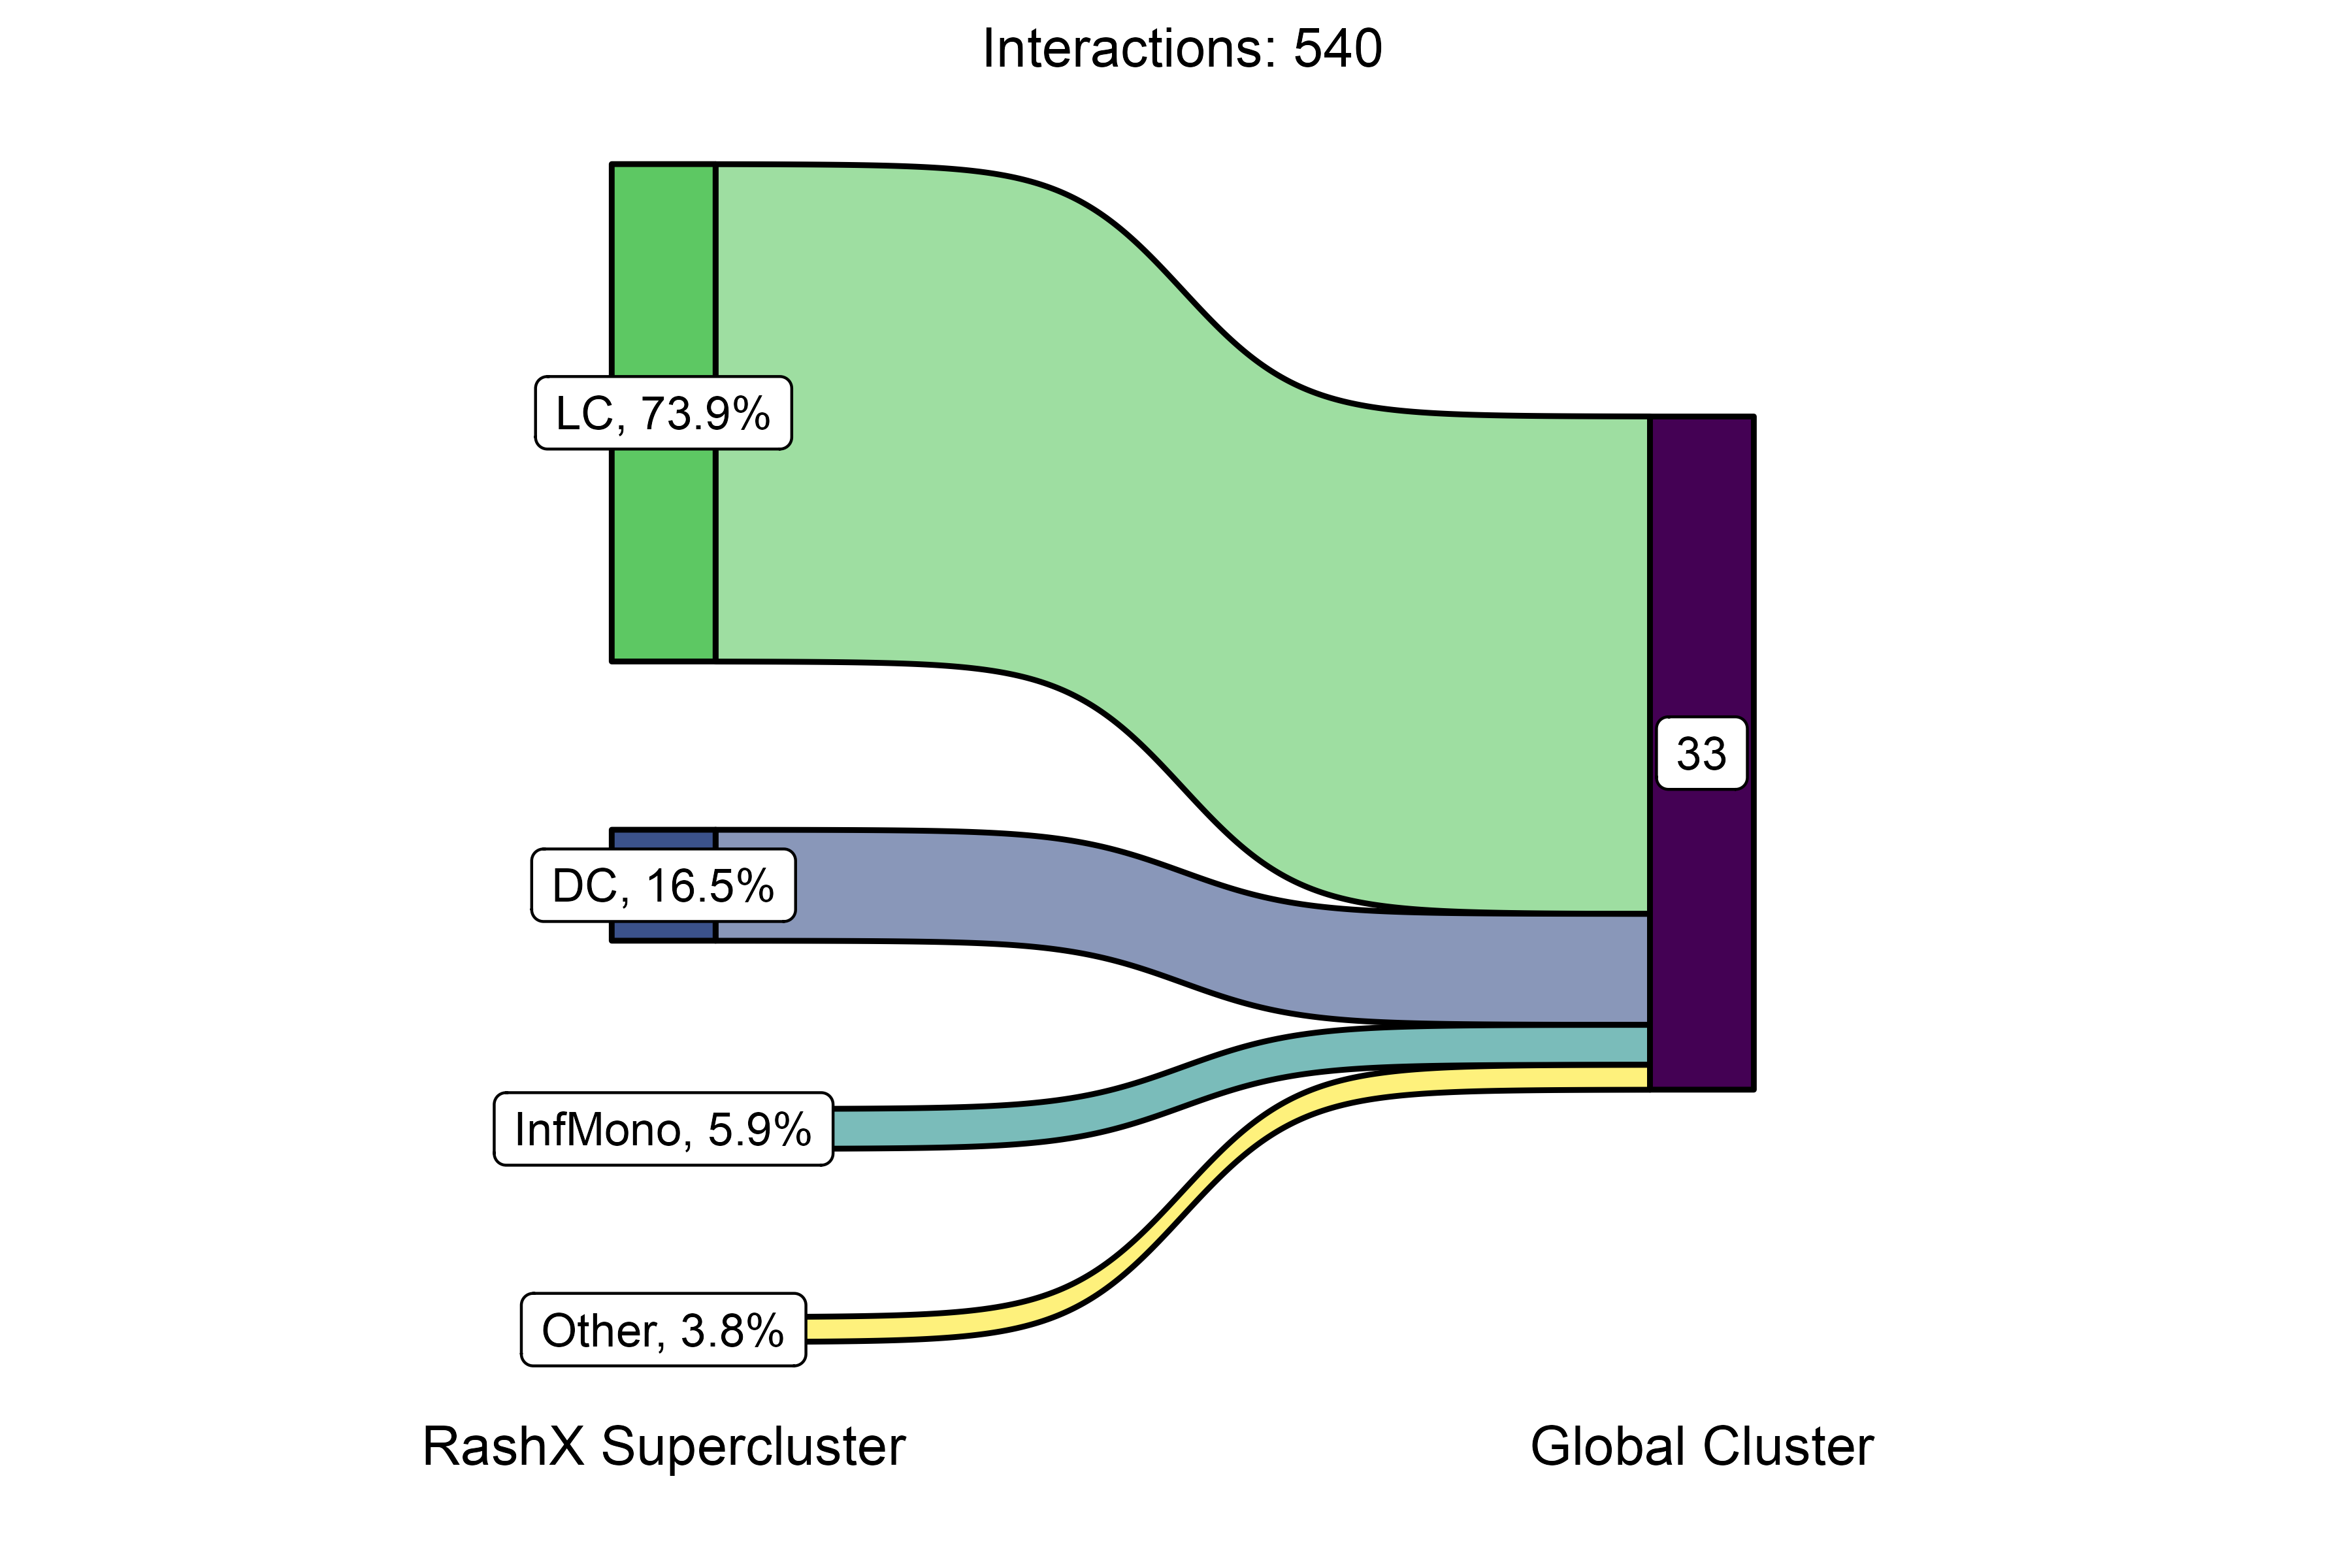 Interactions: 540
LC, 73.9%
33
DC, 16.5%
InfMono, 5.9%
Other, 3.8%
RashX Supercluster
Global Cluster